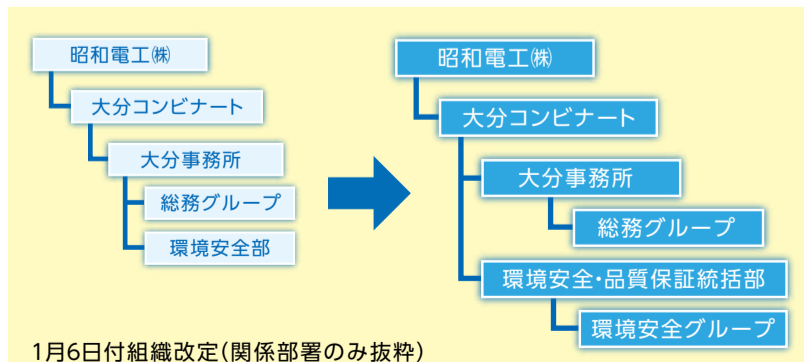 昭和電工㈱
大分コンビナート
大分事務所
総務グループ
環境安全部
昭和電工㈱
大分コンビナート
大分事務所
総務グループ
環境安全・品質保証統括部
環境安全グループ
1月6日付組織改定(関係部署のみ抜粋)